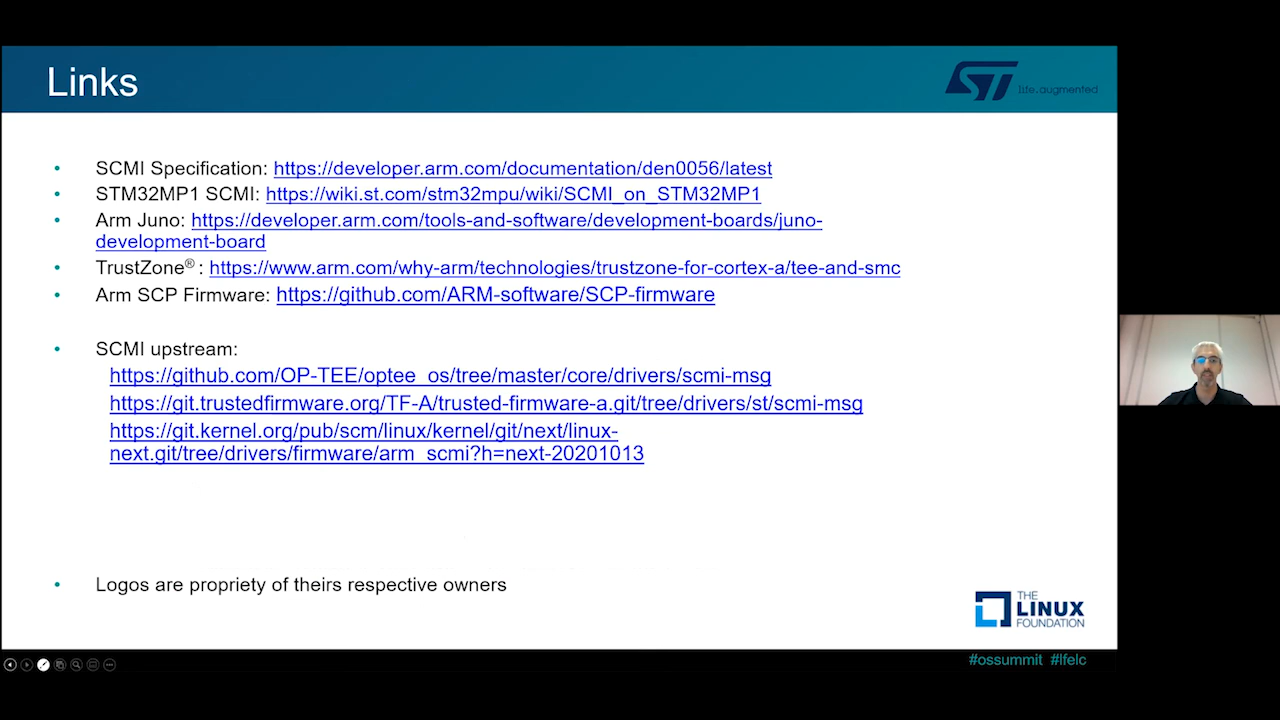 Links
ST life.augmented
• SCMI Specification: https://developer.arm.com/documentation/den0056/latest
• STM32MP1 SCMI: https://wiki.st.com/stm32mpu/wiki/SCMI_on_STM32MP1
• Arm Juno: https://developer.arm.com/tools-and-software/development-boards/juno-
development-board
• TrustZone® : https://www.arm.com/why-arm/technologies/trustzone-for-cortex-a/tee-and-smc
• Arm SCP Firmware: https://github.com/ARM-software/SCP-firmware
• SCMI upstream:
https://github.com/OP-TEE/optee_os/tree/master/core/drivers/scmi-msg
https://git.trustedfirmware.org/TF-A/trusted-firmware-a.git/tree/drivers/st/scmi-msg
https://git.kernel.org/pub/scm/linux/kernel/git/next/linux-
next.git/tree/drivers/firmware/arm_scmi?h=next-20201013
• Logos are propriety of theirs respective owners
THE
LINUX
FOUNDATION
#ossummit #lfelc